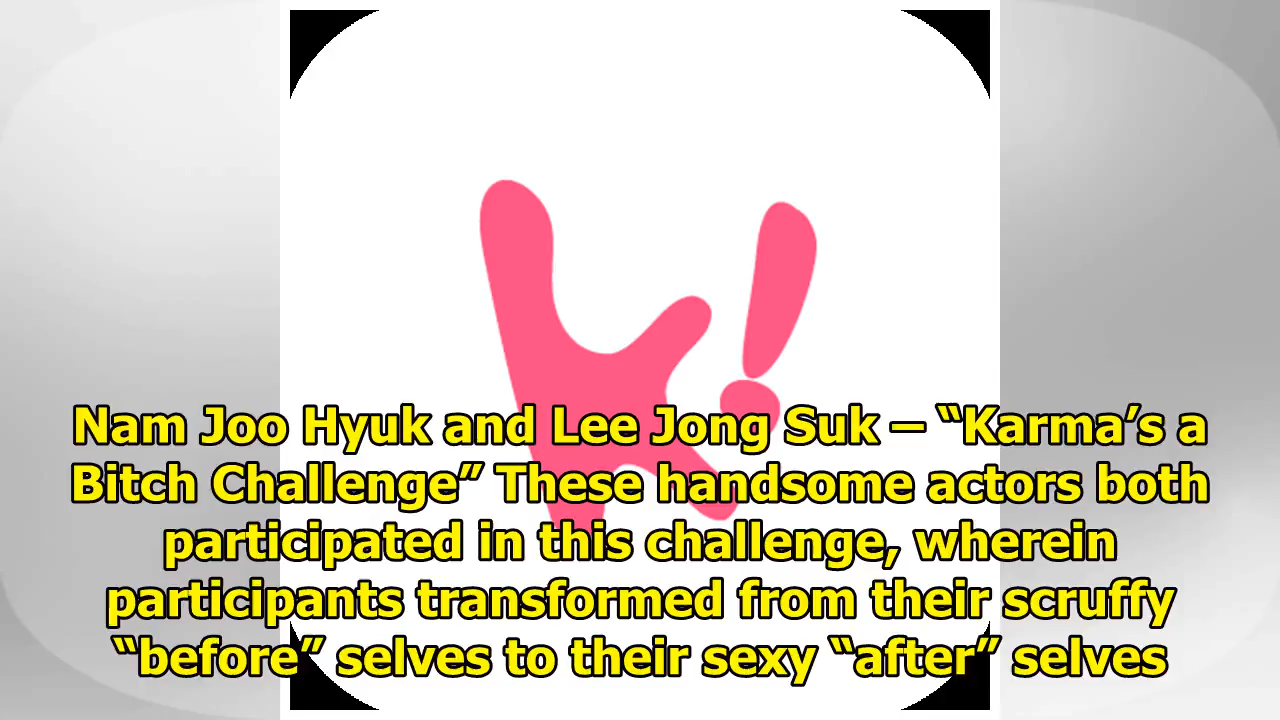 K!
Nam Joo Hyuk and Lee Jong Suk – “Karma’s a
Bitch Challenge” These handsome actors both
participated in this challenge, wherein
participants transformed from their scruffy
“before” selves to their sexy “after” selves